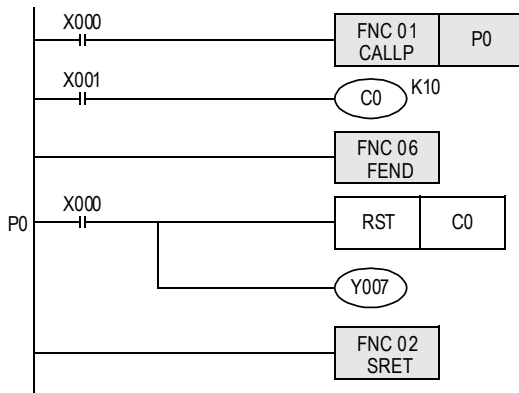 X000
FNC 01 P0
CALLP
X001
C0 K10
FNC 06
FEND
P0 X000
RST C0
Y007
FNC 02
SRET